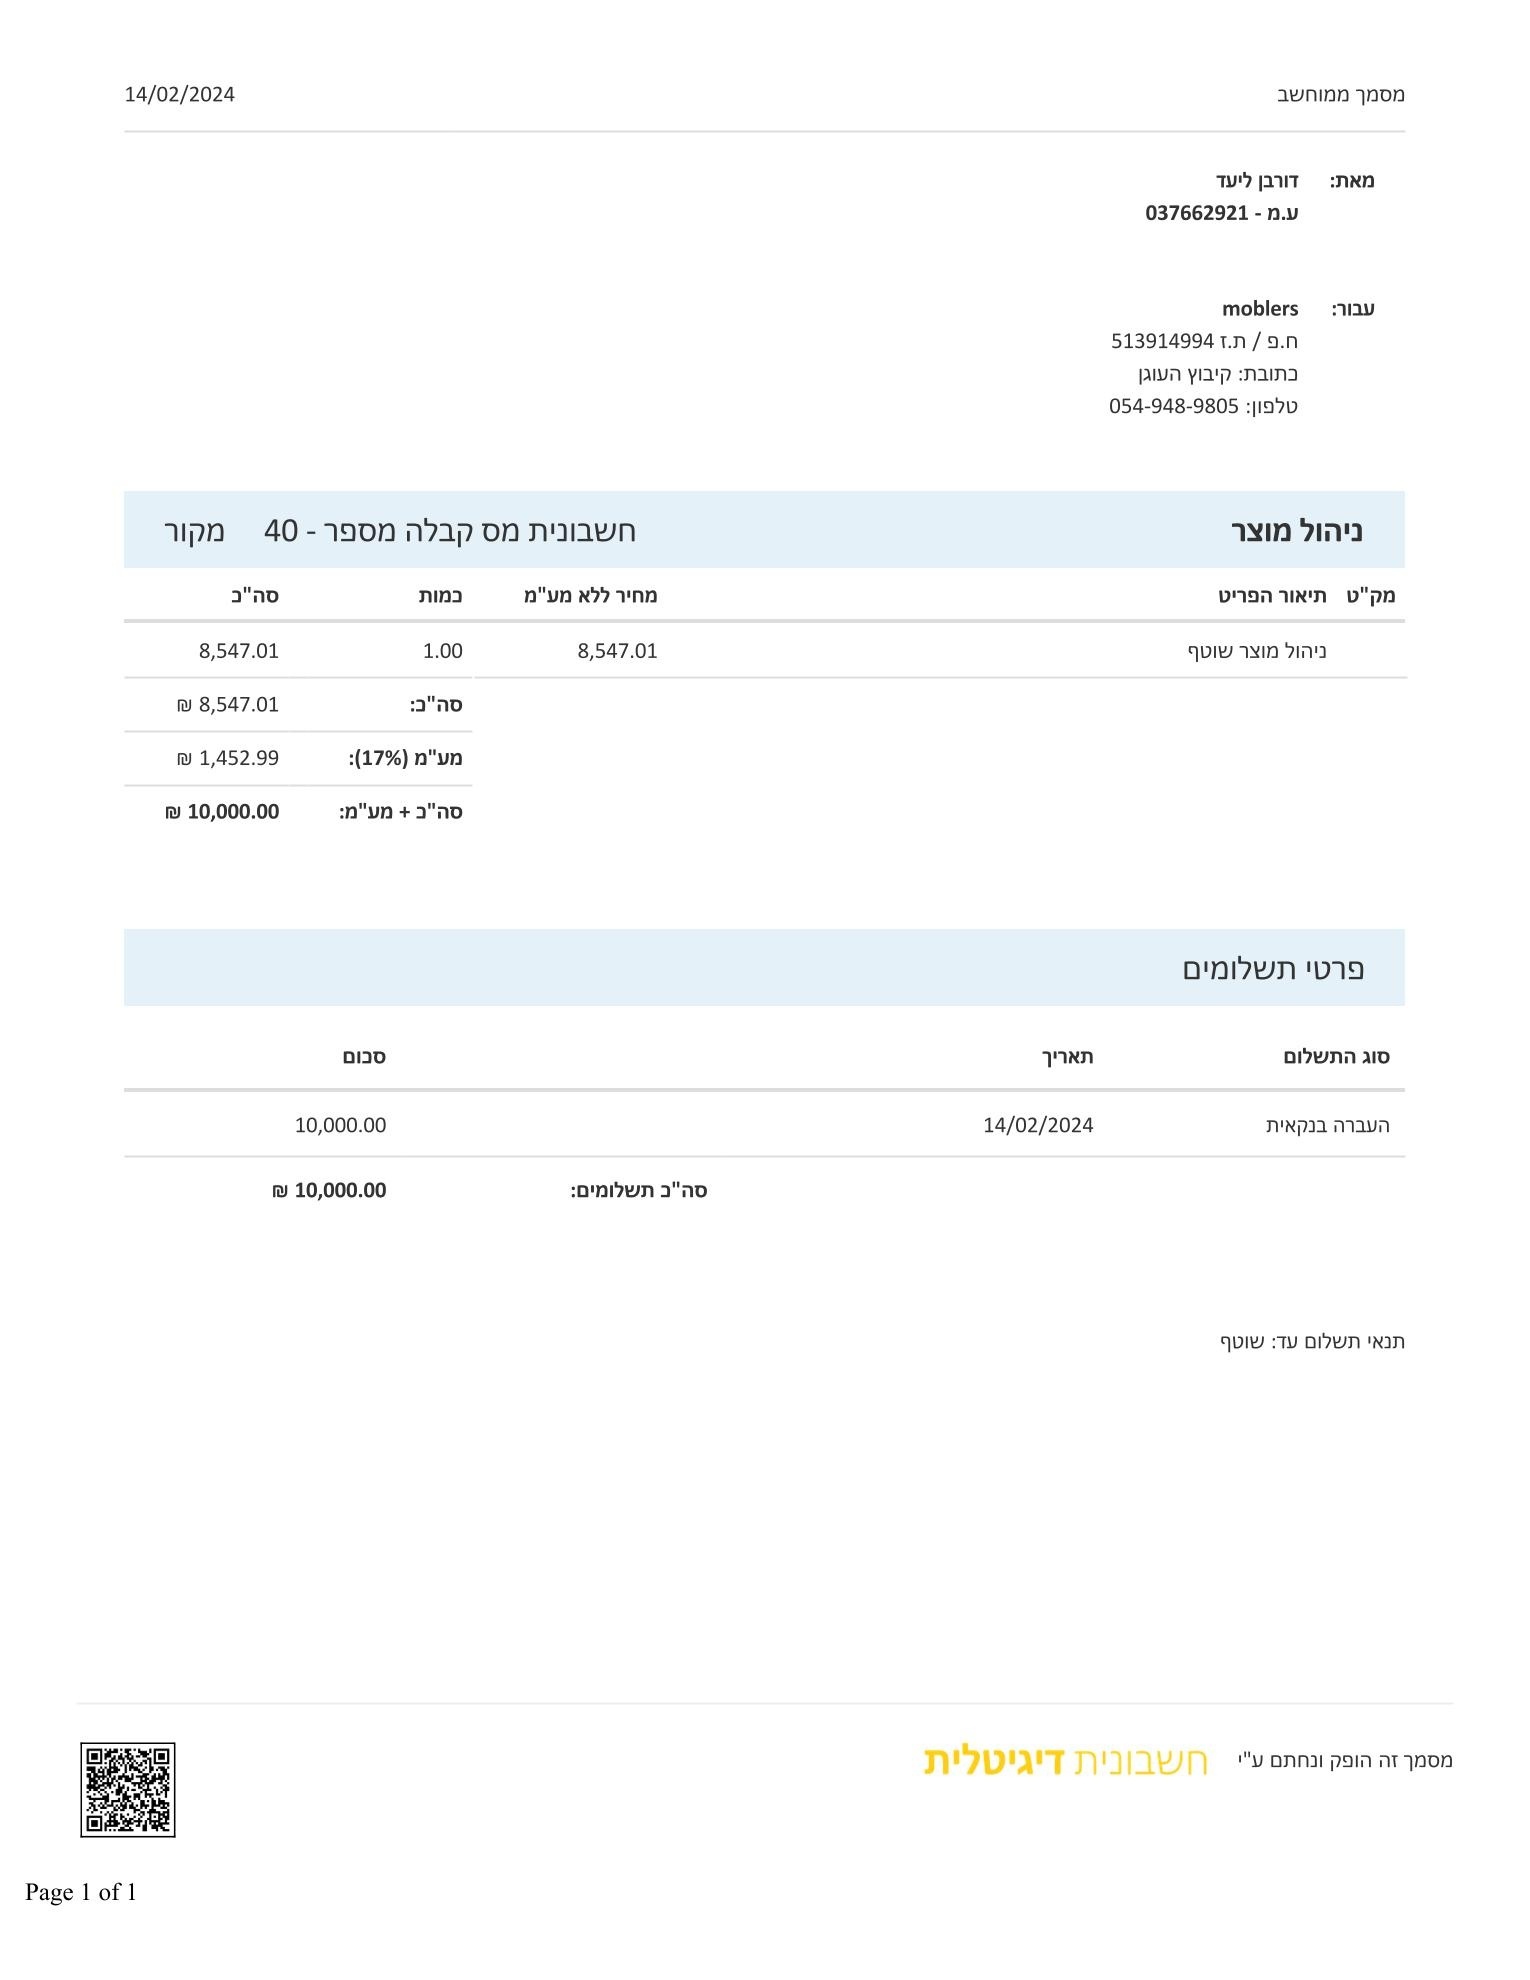 מסמך ממוחשב 14/02/2024
מאת: דורבן ליעד
ע.מ - 037662921
עבור: moblers
ח.פ / ת.ז 513914994
כתובת: קיבוץ העוגן
טלפון: 054-948-9805
ניהול מוצר חשבונית מס קבלה מספר - 40 מקור
מק"ט תיאור הפריט מחיר ללא מע"מ כמות סה"כ
ניהול מוצר שוטף 8,547.01 1.00 8,547.01
סה"כ: 8,547.01 ₪
מע"מ (17%): 1,452.99 ₪
סה"כ + מע"מ: 10,000.00 ₪
פרטי תשלומים
סוג התשלום תאריך סכום
העברה בנקאית 14/02/2024 10,000.00
סה"כ תשלומים: 10,000.00 ₪
תנאי תשלום עד: שוטף
מסמך זה הופק ונחתם ע"י חשבונית דיגיטלית
Page 1 of 1